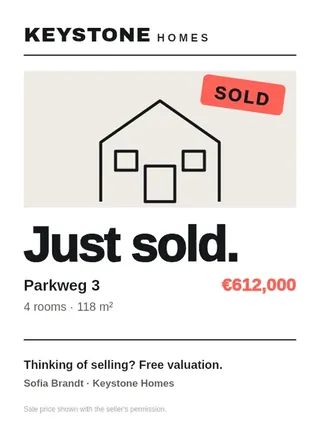 KEYSTONE HOMES
SOLD
Just sold.
Parkweg 3 €612,000
4 rooms · 118 m²
Thinking of selling? Free valuation.
Sofia Brandt · Keystone Homes
Sale price shown with the seller's permission.